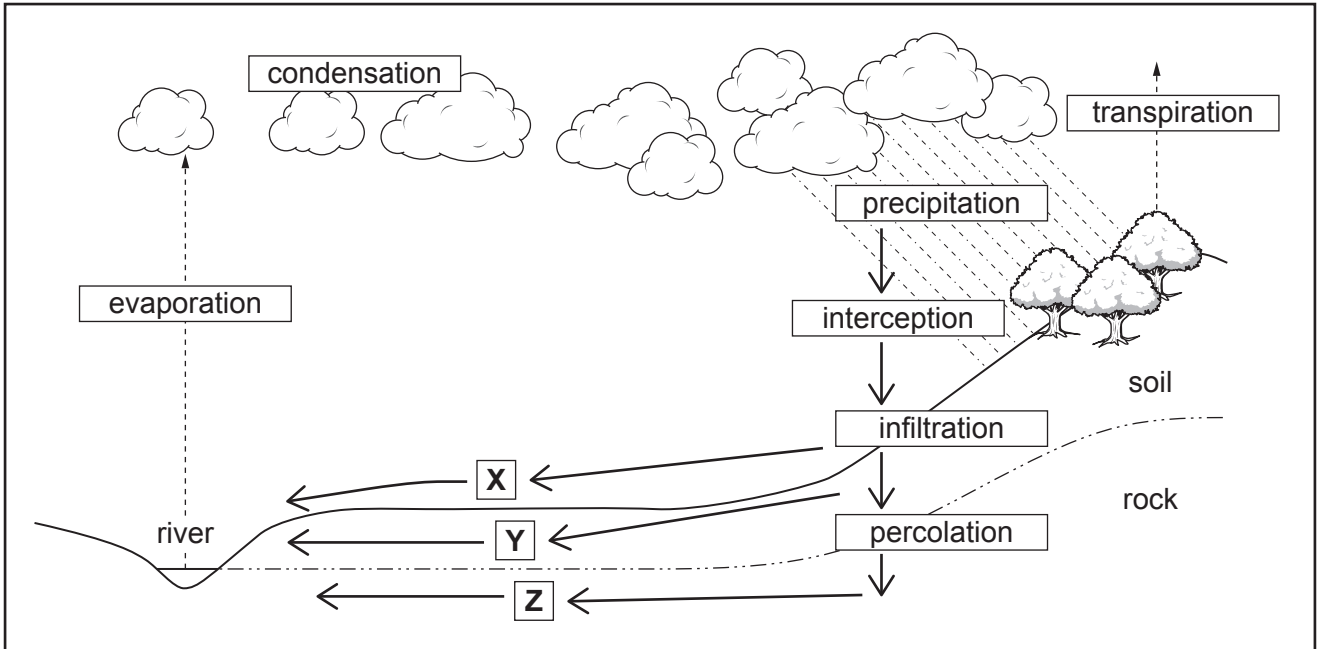 condensation
transpiration
precipitation
evaporation
interception
soil
infiltration
X
rock
river
Y
percolation
Z